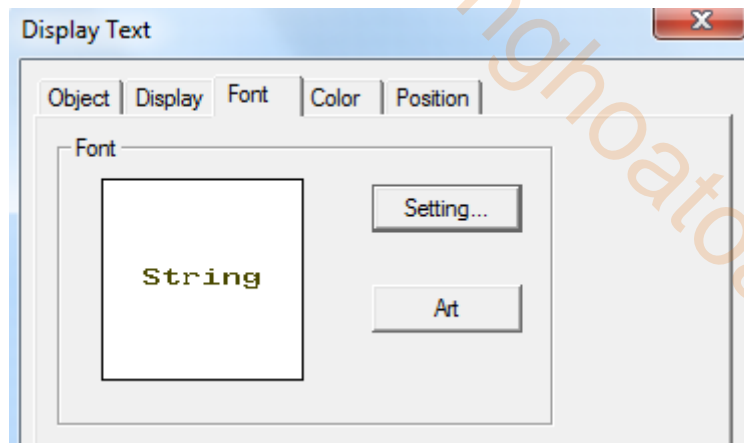 Display Text
Object Display Font Color Position
Font
Setting...
String
Art